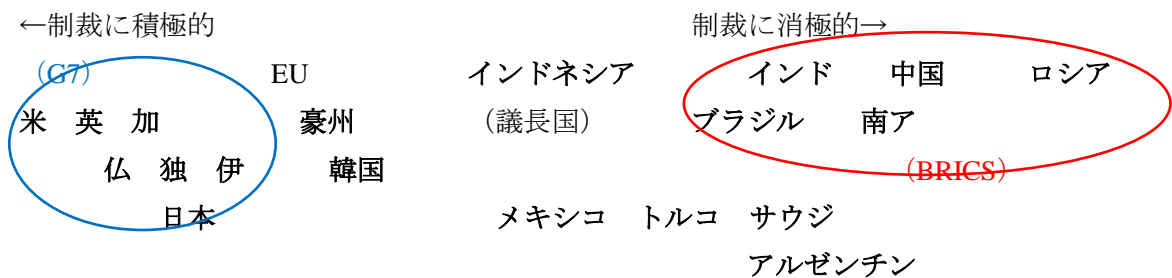 ←制裁に積極的　制裁に消極的→
（G7）　EU　インドネシア　インド　中国　ロシア
米　英　加　豪州　（議長国）　ブラジル　南ア
仏　独　伊　韓国　（BRICS）
日本　メキシコ　トルコ　サウジ
アルゼンチン